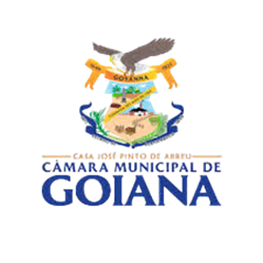 GOYANNA
CASA JOSÉ PINTO DE ABREU
CÂMARA MUNICIPAL DE
GOIANA